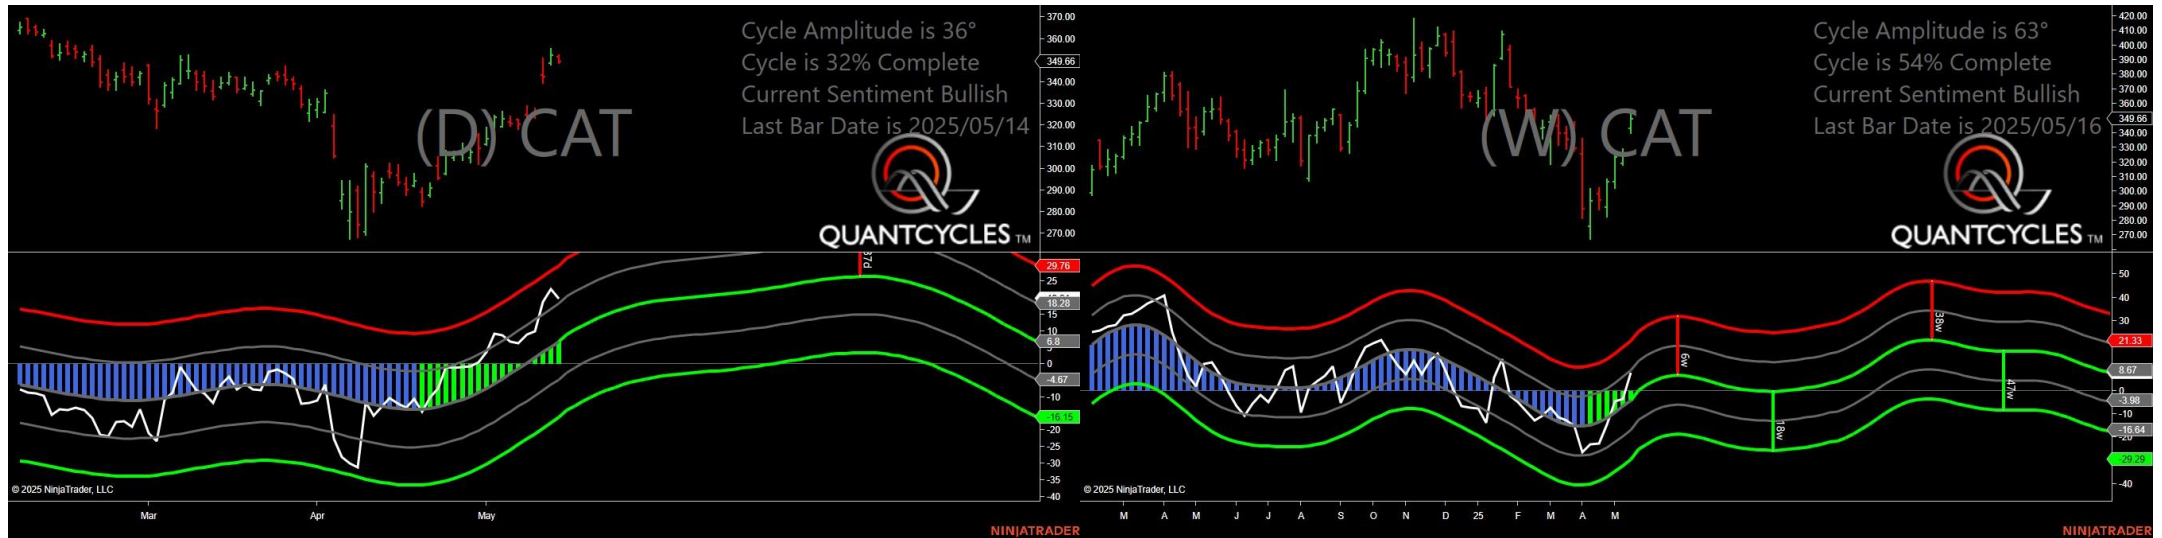 370.00
360.00
349.66
340.00
330.00
320.00
310.00
300.00
290.00
280.00
270.00
Cycle Amplitude is 36°
Cycle is 32% Complete
Current Sentiment Bullish
Last Bar Date is 2025/05/14
(D) CAT
QUANTCYCLES TM
37d
29.76
25
18.28
15
10
6.8
0
-4.67
-10
-16.15
-20
-25
-30
-35
-40
© 2025 NinjaTrader, LLC
Mar
Apr
May
NINJATRADER
420.00
410.00
400.00
390.00
380.00
370.00
360.00
349.66
340.00
330.00
320.00
310.00
300.00
290.00
280.00
270.00
Cycle Amplitude is 63°
Cycle is 54% Complete
Current Sentiment Bullish
Last Bar Date is 2025/05/16
(W) CAT
QUANTCYCLES TM
6w
18w
38w
47w
50
40
30
21.33
8.67
0
-3.98
-10
-16.64
-20
-29.29
-40
© 2025 NinjaTrader, LLC
M
A
M
J
J
A
S
O
N
D
25
F
M
A
M
NINJATRADER